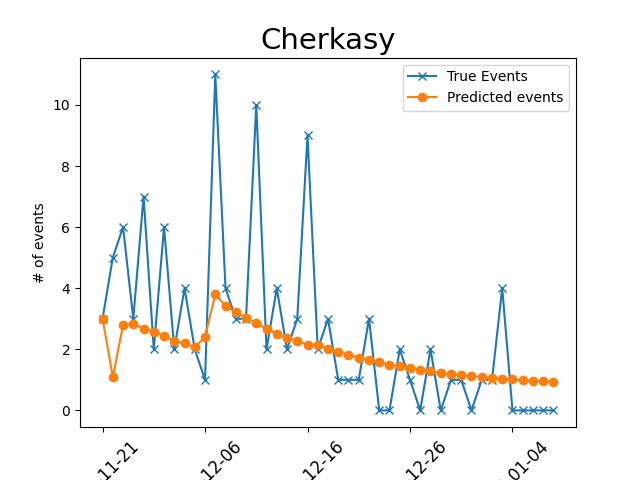 Cherkasy
True Events
Predicted events
# of events
10
8
6
4
2
0
11-21
12-06
12-16
12-26
01-04